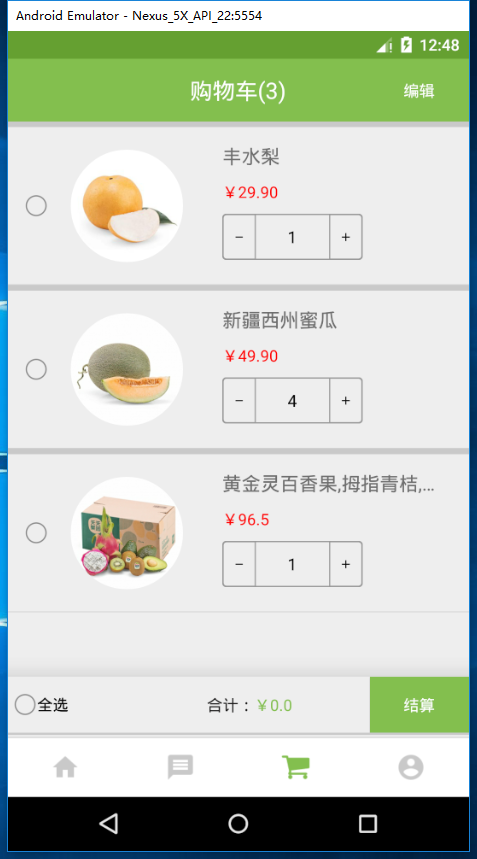 Android Emulator - Nexus_5X_API_22:5554
12:48
购物车(3)
编辑
丰水梨
￥29.90
- 1 +
新疆西州蜜瓜
￥49.90
- 4 +
黄金灵百香果,拇指青桔,...
￥96.5
- 1 +
全选 合计：￥0.0 结算